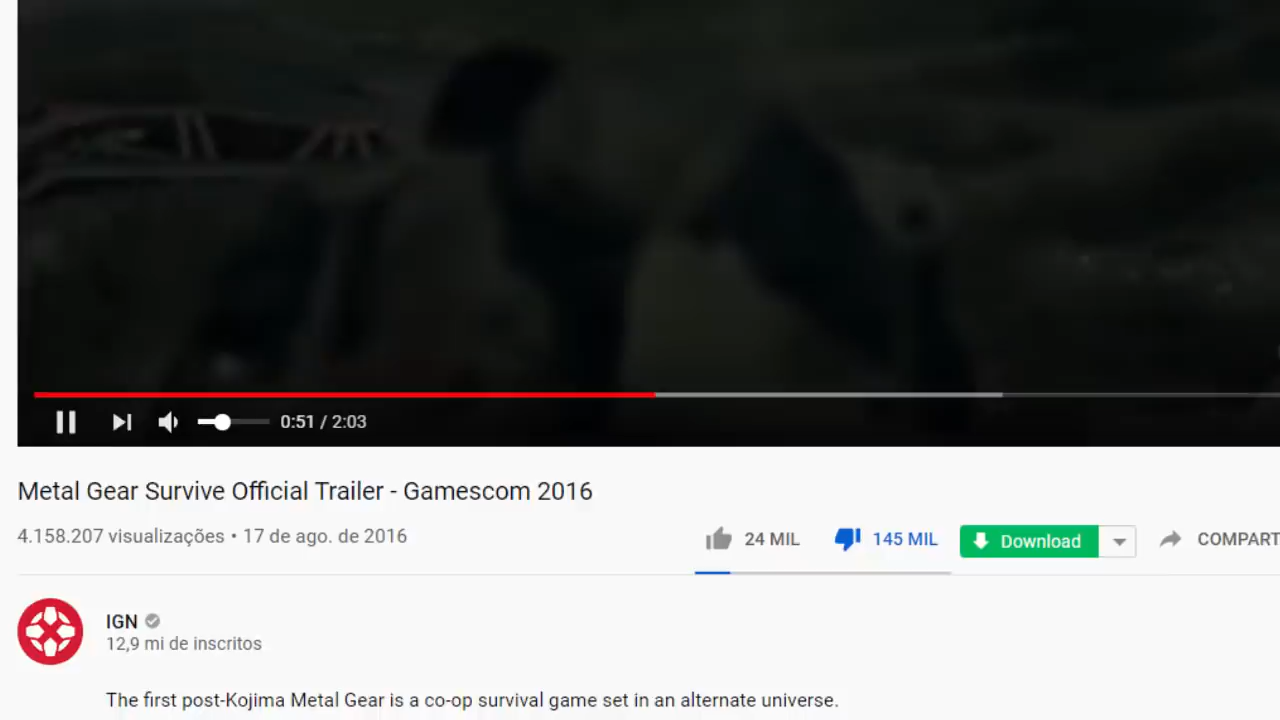 0:51 / 2:03
Metal Gear Survive Official Trailer - Gamescom 2016
4.158.207 visualizações • 17 de ago. de 2016
24 MIL 145 MIL Download COMPART
IGN
12,9 mi de inscritos
The first post-Kojima Metal Gear is a co-op survival game set in an alternate universe.